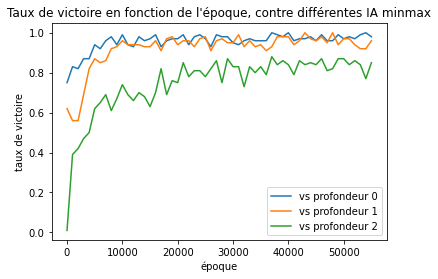 Taux de victoire en fonction de l'époque, contre différentes IA minmax
taux de victoire
1.0
0.8
0.6
0.4
0.2
0.0
vs profondeur 0
vs profondeur 1
vs profondeur 2
0 10000 20000 30000 40000 50000
époque